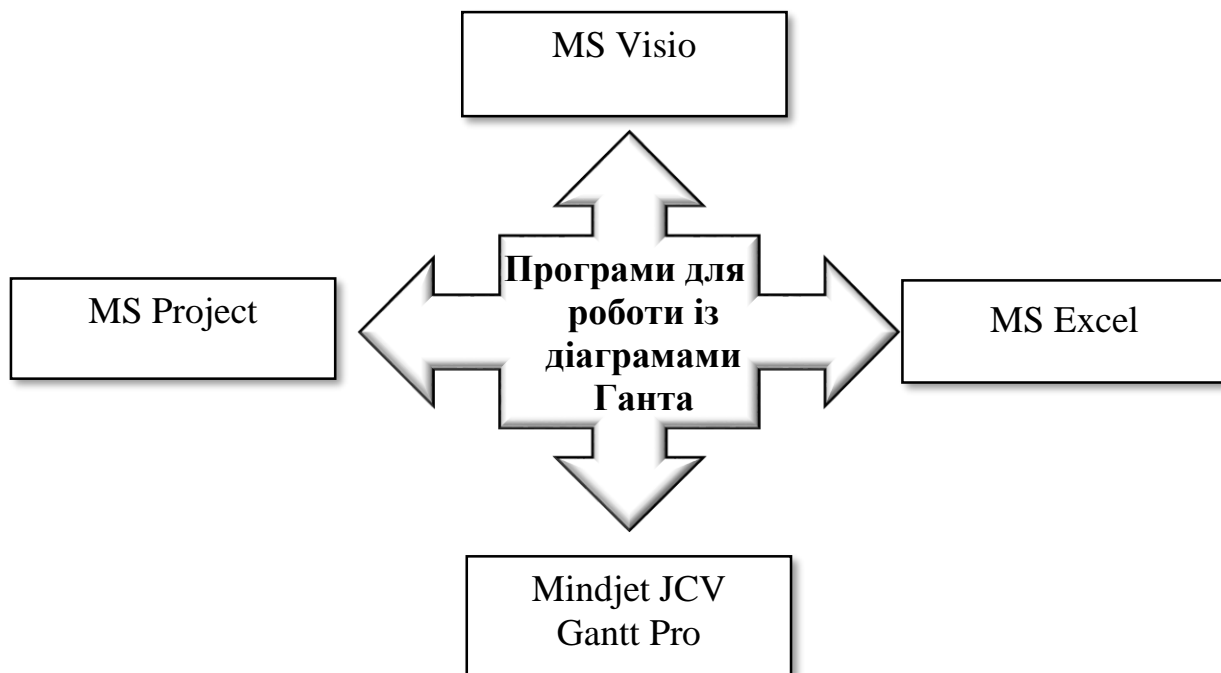 MS Visio
MS Project
Програми для
роботи із
діаграмами
Ганта
MS Excel
Mindjet JCV
Gantt Pro